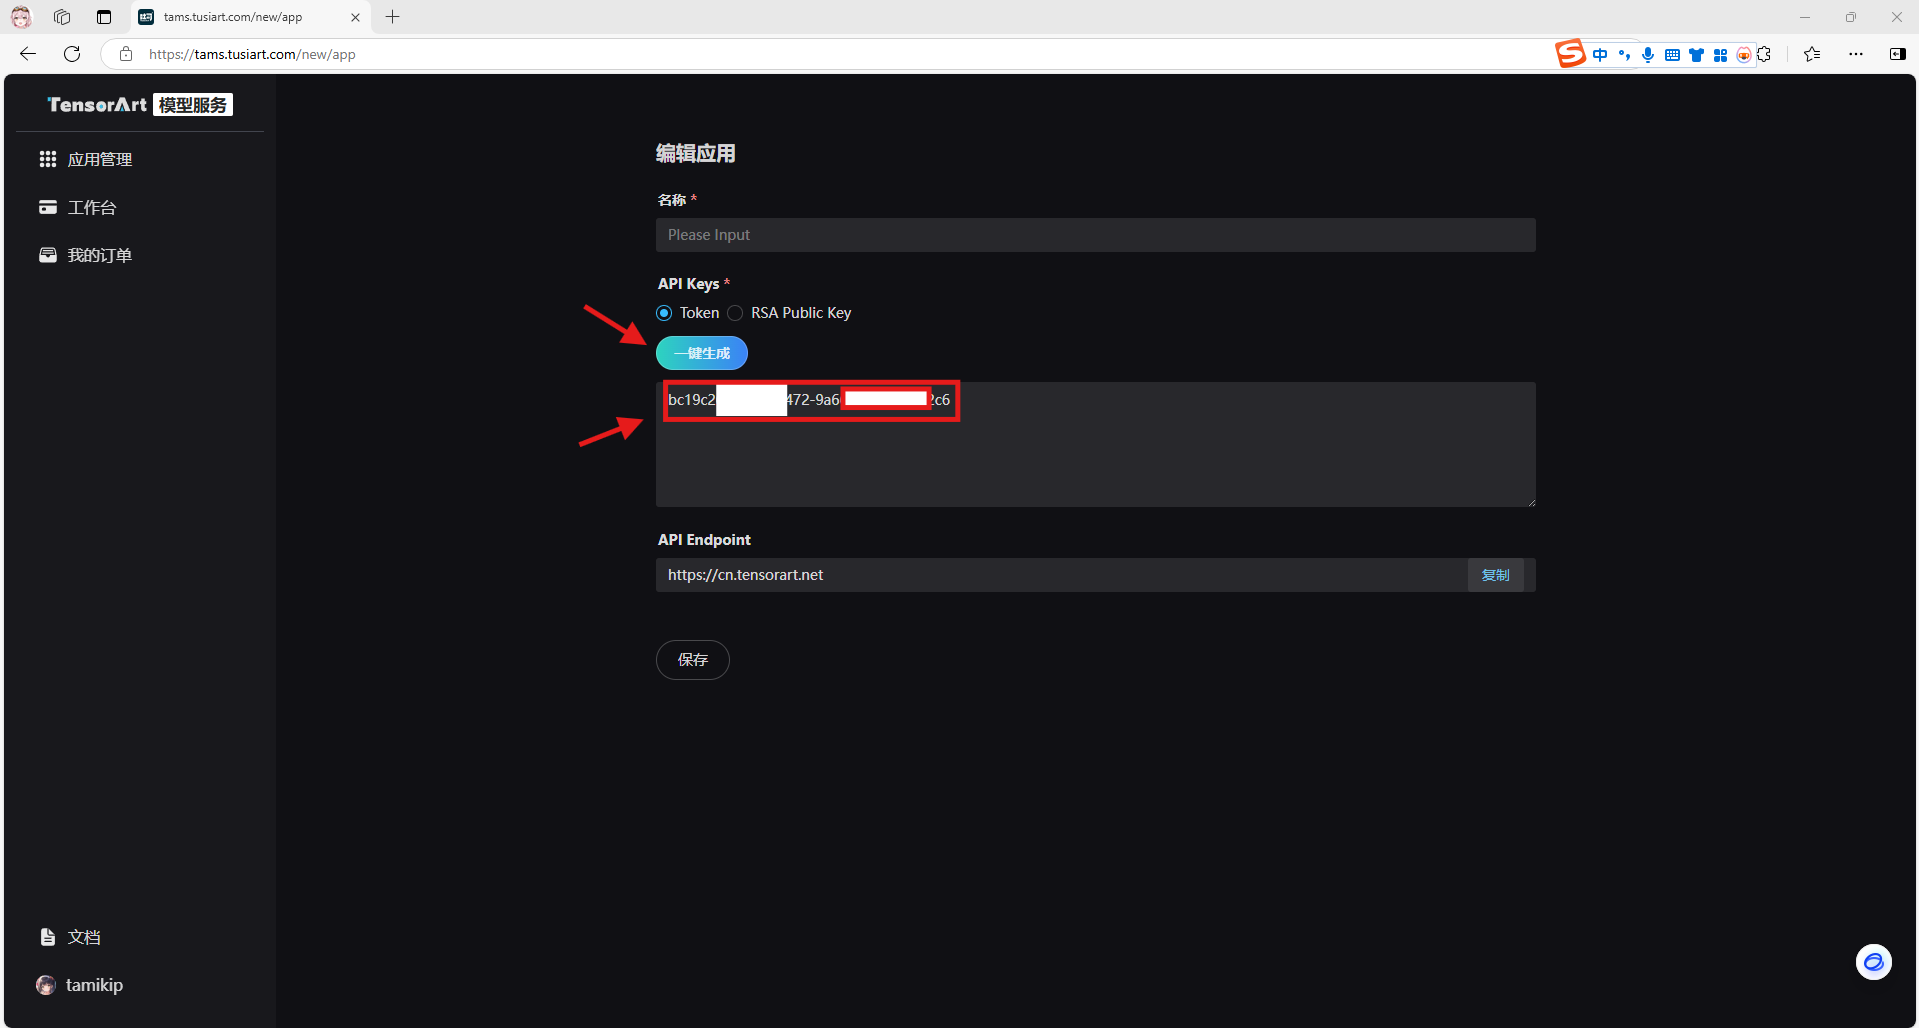 tams.tusiart.com/new/app
https://tams.tusiart.com/new/app
中
TensorArt 模型服务
应用管理
工作台
我的订单
编辑应用
名称 *
Please Input
API Keys *
Token
RSA Public Key
一键生成
bc19c2 472-9a6 2c6
API Endpoint
https://cn.tensorart.net
复制
保存
文档
tamikip